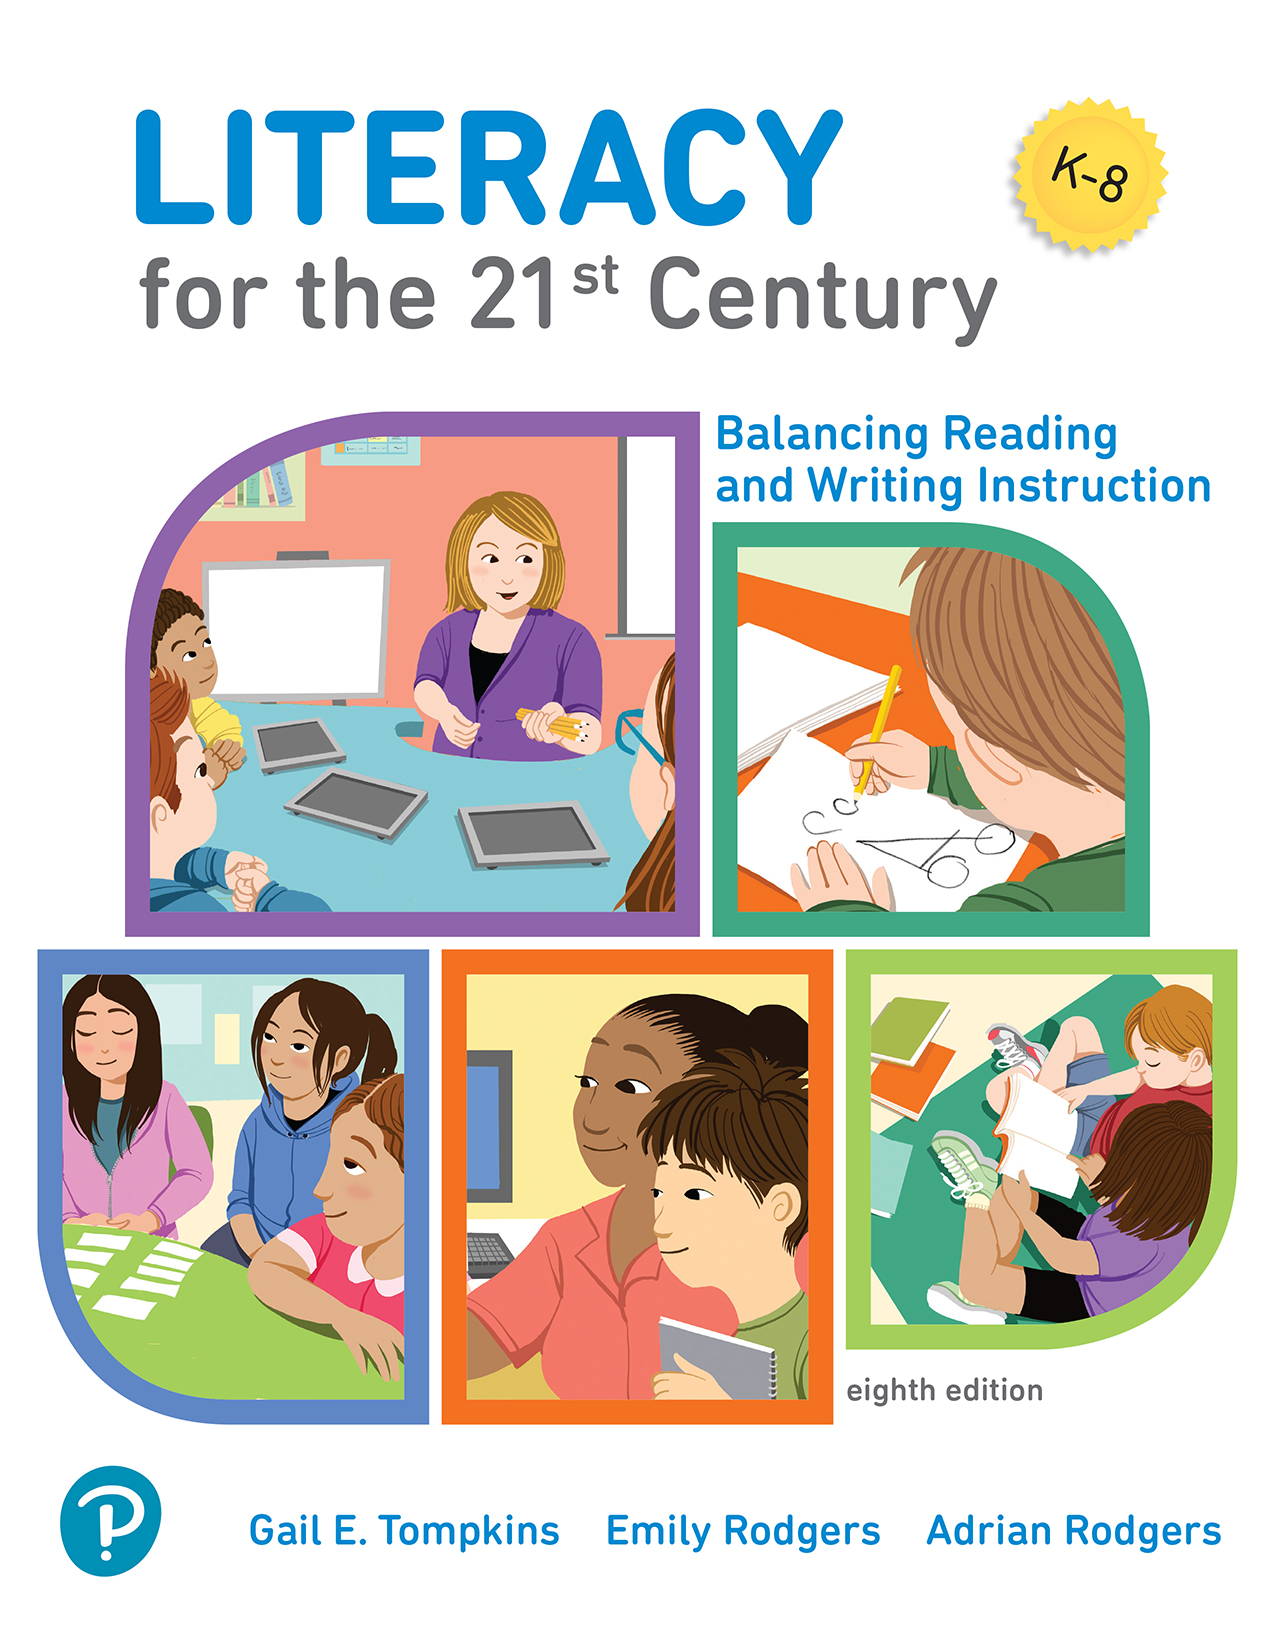 LITERACY
K-8
for the 21st Century
Balancing Reading
and Writing Instruction
eighth edition
P
Gail E. Tompkins Emily Rodgers Adrian Rodgers